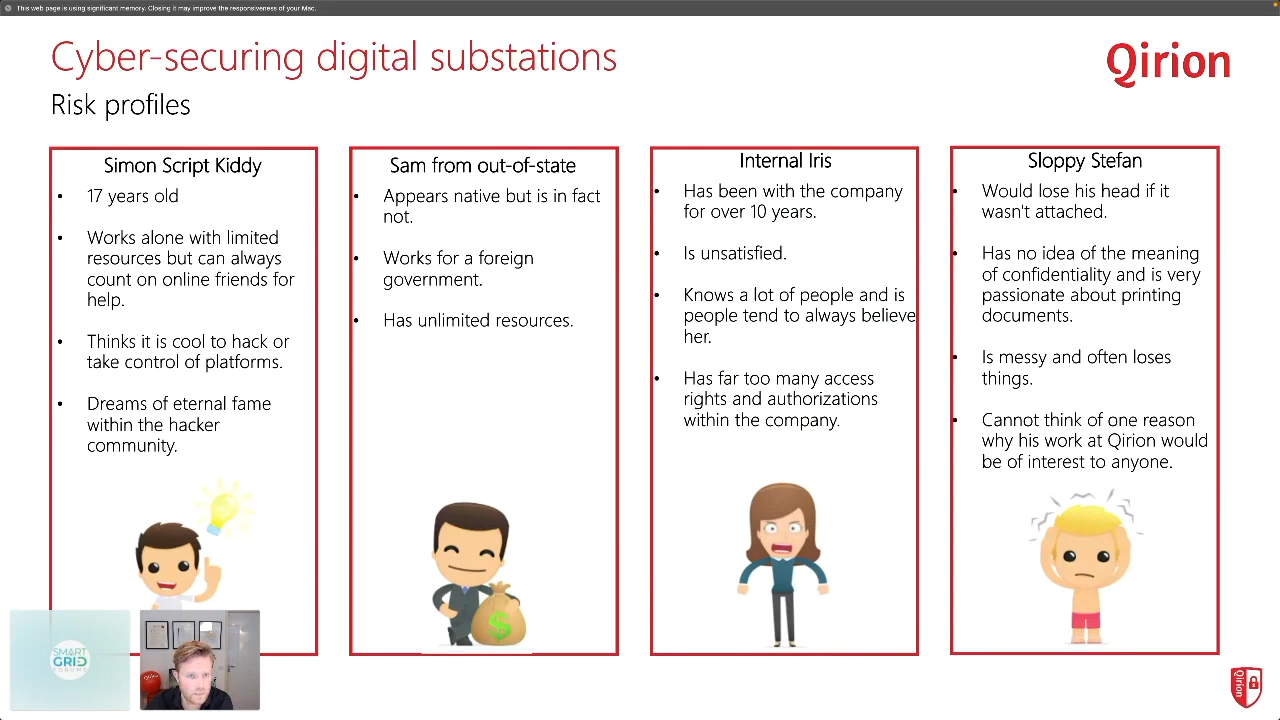 This web page is using significant memory. Closing it may improve the responsiveness of your Mac.
Cyber-securing digital substations
Qirion
Risk profiles
Simon Script Kiddy
• 17 years old
• Works alone with limited
resources but can always
count on online friends for
help.
• Thinks it is cool to hack or
take control of platforms.
• Dreams of eternal fame
within the hacker
community.
Sam from out-of-state
• Appears native but is in fact
not.
• Works for a foreign
government.
• Has unlimited resources.
$
Internal Iris
• Has been with the company
for over 10 years.
• Is unsatisfied.
• Knows a lot of people and is
people tend to always believe
her.
• Has far too many access
rights and authorizations
within the company.
Sloppy Stefan
• Would lose his head if it
wasn't attached.
• Has no idea of the meaning
of confidentiality and is very
passionate about printing
documents.
• Is messy and often loses
things.
• Cannot think of one reason
why his work at Qirion would
be of interest to anyone.
SMART
GRID
FORUMS
Qirion
Qirion